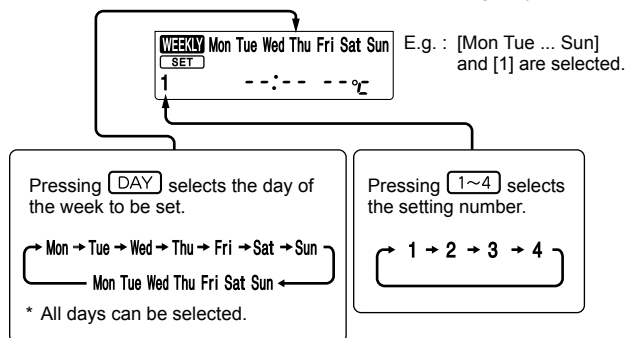 WEEKLY Mon Tue Wed Thu Fri Sat Sun
SET
1 --:-- --°C
E.g. : [Mon Tue ... Sun]
and [1] are selected.
Pressing DAY selects the day of
the week to be set.
→ Mon → Tue → Wed → Thu → Fri → Sat → Sun
Mon Tue Wed Thu Fri Sat Sun ←
* All days can be selected.
Pressing 1~4 selects
the setting number.
→ 1 → 2 → 3 → 4